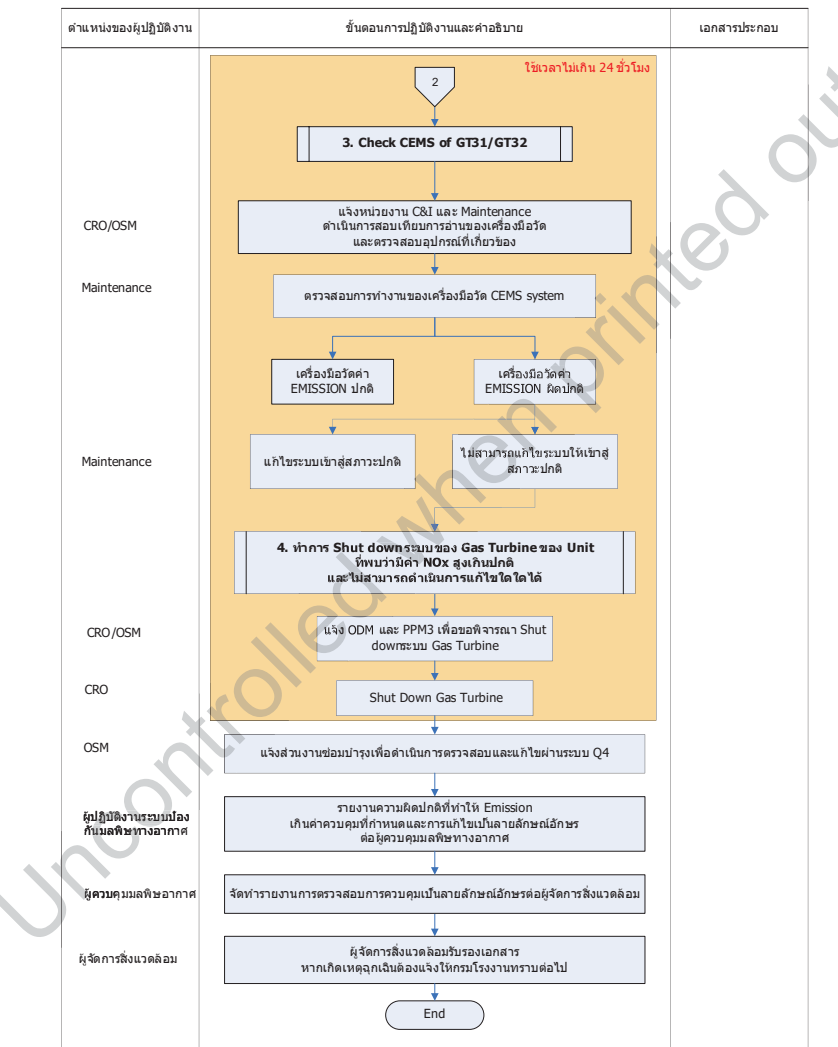 ตำแหน่งของผู้ปฏิบัติงาน
ขั้นตอนการปฏิบัติงานและคำอธิบาย
เอกสารประกอบ
ใช้เวลาไม่เกิน 24 ชั่วโมง
2
3. Check CEMS of GT31/GT32
CRO/OSM
แจ้งหน่วยงาน C&I และ Maintenance
ดำเนินการสอบเทียบการอ่านของเครื่องมือวัด
และตรวจสอบอุปกรณ์ที่เกี่ยวข้อง
Maintenance
ตรวจสอบการทำงานของเครื่องมือวัด CEMS system
เครื่องมือวัดค่า
EMISSION ปกติ
เครื่องมือวัดค่า
EMISSION ผิดปกติ
Maintenance
แก้ไขระบบเข้าสู่สภาวะปกติ
ไม่สามารถแก้ไขระบบให้เข้าสู่
สภาวะปกติ
4. ทำการ Shut downระบบของ Gas Turbine ของ Unit
ที่พบว่ามีค่า NOx สูงเกินปกติ
และไม่สามารถดำเนินการแก้ไขใดใดได้
CRO/OSM
แจ้ง ODM และ PPM3 เพื่อขอพิจารณา Shut
downระบบ Gas Turbine
CRO
Shut Down Gas Turbine
OSM
แจ้งส่วนงานซ่อมบำรุงเพื่อดำเนินการตรวจสอบและแก้ไขผ่านระบบ Q4
ผู้ปฏิบัติงานระบบป้อง
กันมลพิษทางอากาศ
รายงานความผิดปกติที่ทำให้ Emission
เกินค่าควบคุมที่กำหนดและการแก้ไขเป็นลายลักษณ์อักษร
ต่อผู้ควบคุมมลพิษทางอากาศ
ผู้ควบคุมมลพิษอากาศ
จัดทำรายงานการตรวจสอบการควบคุมเป็นลายลักษณ์อักษรต่อผู้จัดการสิ่งแวดล้อม
ผู้จัดการสิ่งแวดล้อม
ผู้จัดการสิ่งแวดล้อมรับรองเอกสาร
หากเกิดเหตุฉุกเฉินต้องแจ้งให้กรมโรงงานทราบต่อไป
End
Uncontrolled when printed out